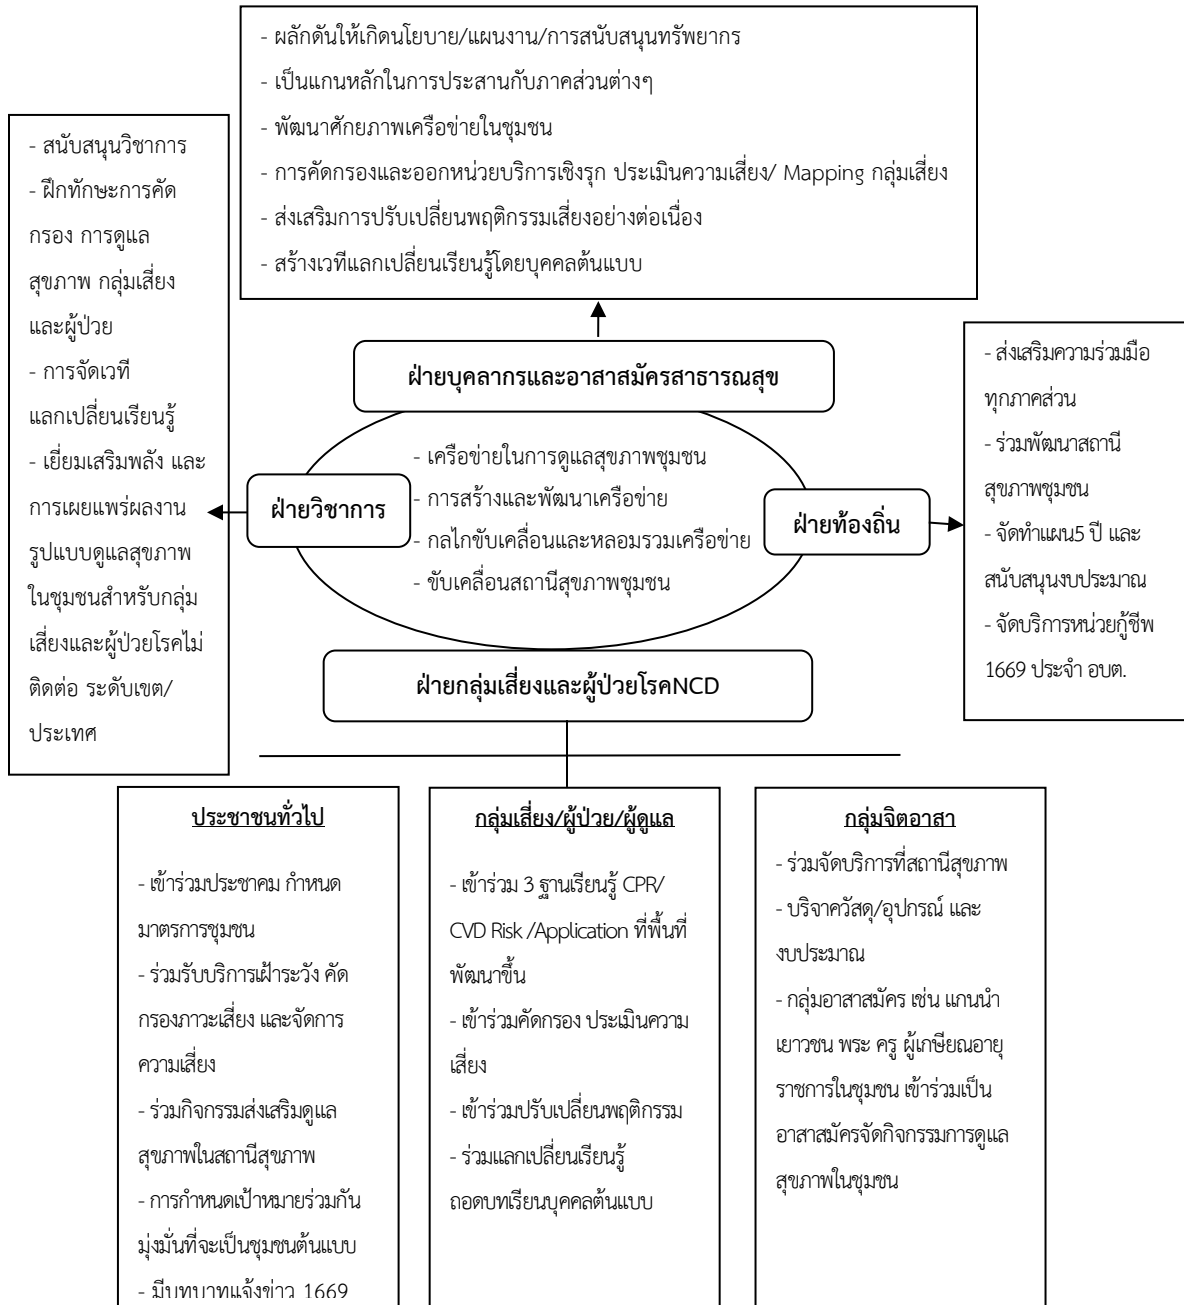 - ผลักดันให้เกิดนโยบาย/แผนงาน/การสนับสนุนทรัพยากร
- เป็นแกนหลักในการประสานกับภาคส่วนต่างๆ
- พัฒนาศักยภาพเครือข่ายในชุมชน
- การคัดกรองและออกหน่วยบริการเชิงรุก ประเมินความเสี่ยง/ Mapping กลุ่มเสี่ยง
- ส่งเสริมการปรับเปลี่ยนพฤติกรรมเสี่ยงอย่างต่อเนื่อง
- สร้างเวทีแลกเปลี่ยนเรียนรู้โดยบุคคลต้นแบบ
- สนับสนุนวิชาการ
- ฝึกทักษะการคัด
กรอง การดูแล
สุขภาพ กลุ่มเสี่ยง
และผู้ป่วย
- การจัดเวที
แลกเปลี่ยนเรียนรู้
- เยี่ยมเสริมพลัง และ
การเผยแพร่ผลงาน
รูปแบบดูแลสุขภาพ
ในชุมชนสำหรับกลุ่ม
เสี่ยงและผู้ป่วยโรคไม่
ติดต่อ ระดับเขต/
ประเทศ
ฝ่ายบุคลากรและอาสาสมัครสาธารณสุข
ฝ่ายวิชาการ
- เครือข่ายในการดูแลสุขภาพชุมชน
- การสร้างและพัฒนาเครือข่าย
- กลไกขับเคลื่อนและหลอมรวมเครือข่าย
- ขับเคลื่อนสถานีสุขภาพชุมชน
ฝ่ายท้องถิ่น
- ส่งเสริมความร่วมมือ
ทุกภาคส่วน
- ร่วมพัฒนาสถานี
สุขภาพชุมชน
- จัดทำแผน5 ปี และ
สนับสนุนงบประมาณ
- จัดบริการหน่วยกู้ชีพ
1669 ประจำ อบต.
ฝ่ายกลุ่มเสี่ยงและผู้ป่วยโรคNCD
ประชาชนทั่วไป
- เข้าร่วมประชาคม กำหนด
มาตรการชุมชน
- ร่วมรับบริการเฝ้าระวัง คัด
กรองภาวะเสี่ยง และจัดการ
ความเสี่ยง
- ร่วมกิจกรรมส่งเสริมดูแล
สุขภาพในสถานีสุขภาพ
- การกำหนดเป้าหมายร่วมกัน
มุ่งมั่นที่จะเป็นชุมชนต้นแบบ
- มีบทบาทแจ้งข่าว 1669
กลุ่มเสี่ยง/ผู้ป่วย/ผู้ดูแล
- เข้าร่วม 3 ฐานเรียนรู้ CPR/
CVD Risk /Application ที่พื้นที่
พัฒนาขึ้น
- เข้าร่วมคัดกรอง ประเมินความ
เสี่ยง
- เข้าร่วมปรับเปลี่ยนพฤติกรรม
- ร่วมแลกเปลี่ยนเรียนรู้
ถอดบทเรียนบุคคลต้นแบบ
กลุ่มจิตอาสา
- ร่วมจัดบริการที่สถานีสุขภาพ
- บริจาควัสดุ/อุปกรณ์ และ
งบประมาณ
- กลุ่มอาสาสมัคร เช่น แกนนำ
เยาวชน พระ ครู ผู้เกษียณอายุ
ราชการในชุมชน เข้าร่วมเป็น
อาสาสมัครจัดกิจกรรมการดูแล
สุขภาพในชุมชน